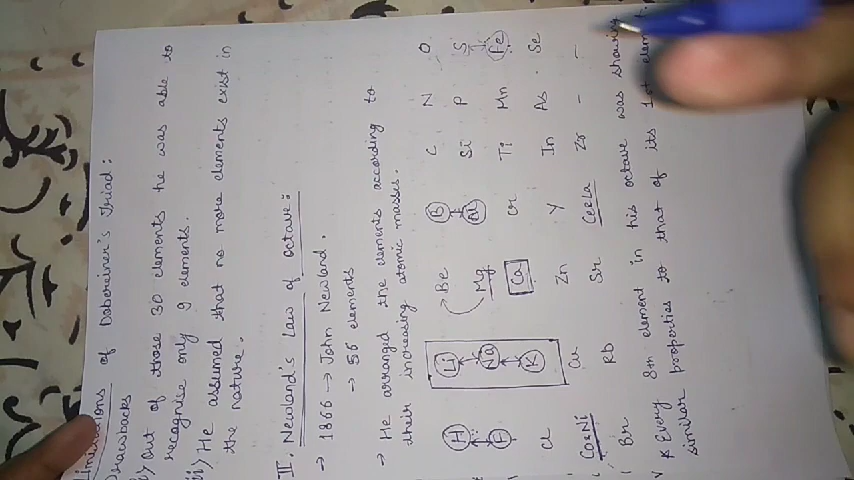 Limitations of Dobereiner's Triad:
Drawbacks
i) Out of those 30 elements he was able to
recognise only 9 elements.
ii) He assumed that no more elements exist in
the nature.
II. Newland's Law of Octave:
→ 1866 → John Newland.
→ 56 elements
→ He arranged the elements according to
their increasing atomic masses.
H Li Be B C N O
F Na Mg Al Si P S
Cl K Ca Cr Ti Mn Fe
Co&Ni Cu Zn Y In As Se
Br Rb Sr Ce&La Zr - -
* Every 8th element in his octave was showing
similar properties to that of its 1st element.